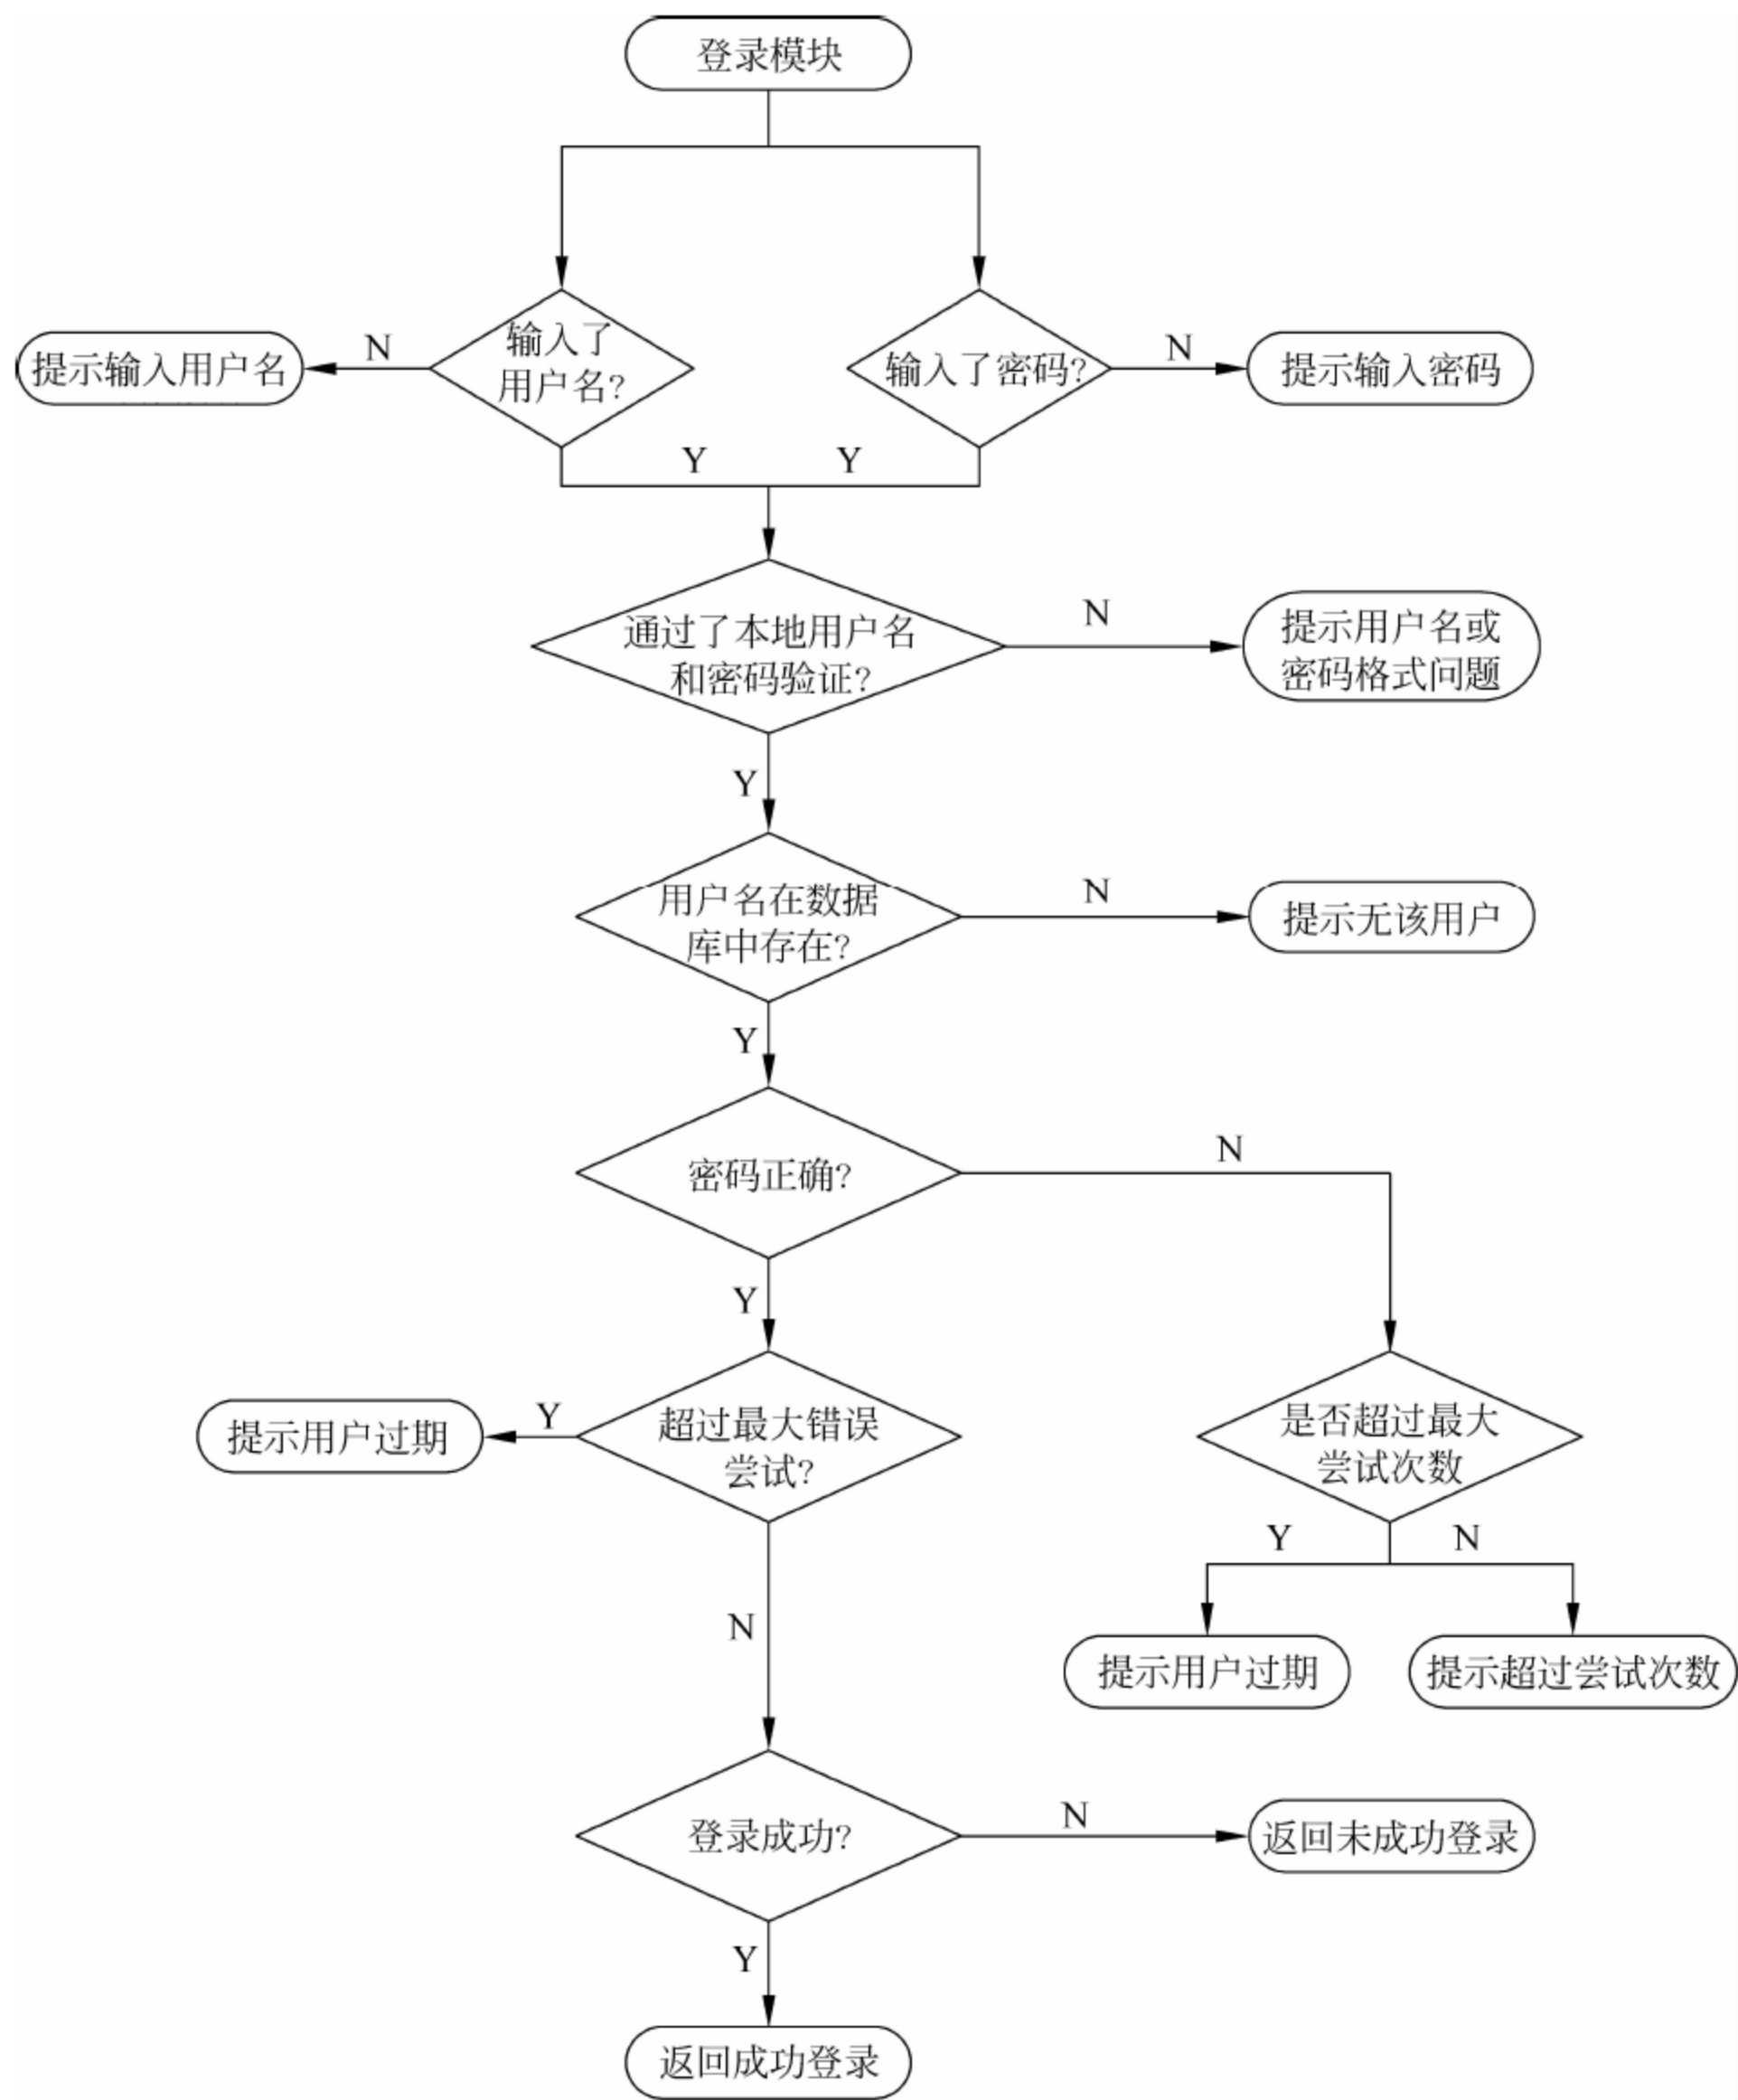 登录模块
输入了
用户名?
N
提示输入用户名
输入了密码?
N
提示输入密码
Y
Y
通过了本地用户名
和密码验证?
N
提示用户名或
密码格式问题
Y
用户名在数据
库中存在?
N
提示无该用户
Y
密码正确?
N
Y
提示用户过期
Y
超过最大错误
尝试?
是否超过最大
尝试次数
Y
N
N
提示用户过期
提示超过尝试次数
登录成功?
N
返回未成功登录
Y
返回成功登录